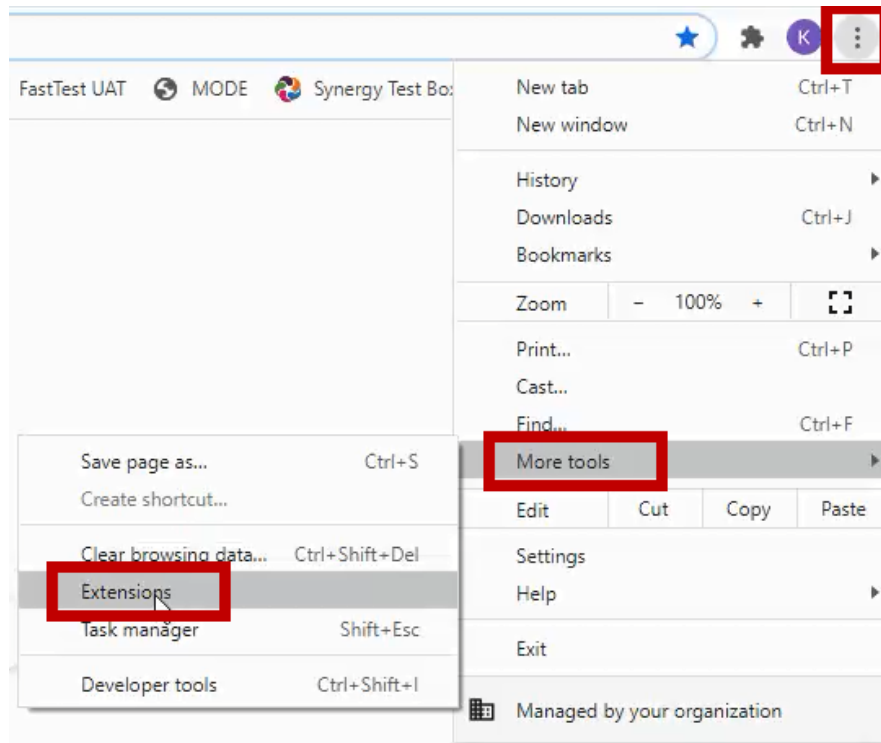 K
FastTest UAT MODE Synergy Test Bo
New tab Ctrl+T
New window Ctrl+N
History
Downloads Ctrl+J
Bookmarks
Zoom - 100% +
Print... Ctrl+P
Cast...
Find... Ctrl+F
More tools
Edit Cut Copy Paste
Settings
Help
Exit
Managed by your organization
Save page as... Ctrl+S
Create shortcut...
Clear browsing data... Ctrl+Shift+Del
Extensions
Task manager Shift+Esc
Developer tools Ctrl+Shift+I